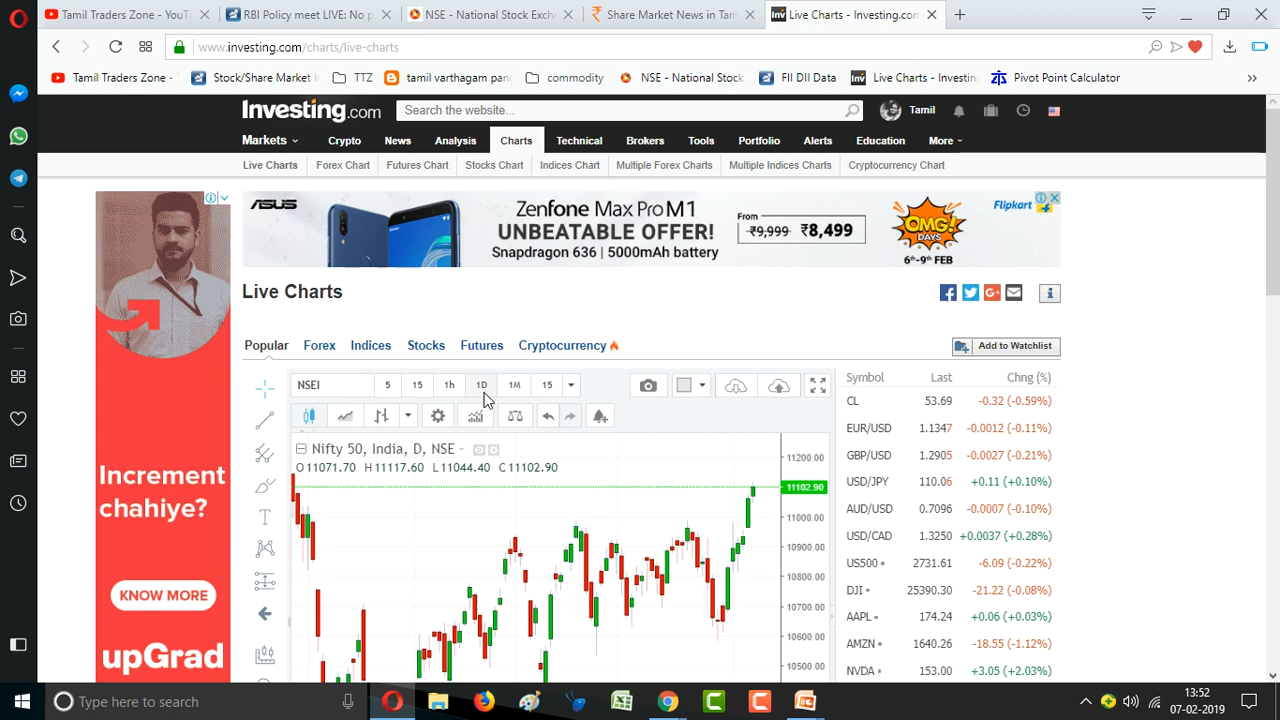 Tamil Traders Zone - YouT
RBI Policy meet LIVE: No p
NSE - National Stock Exch
Share Market News in Tam
Live Charts - Investing.com
www.investing.com/charts/live-charts
Tamil Traders Zone -
Stock/Share Market
TTZ
tamil varthagam pang
commodity
NSE - National Stock
FII DII Data
Live Charts - Investin
Pivot Point Calculator
Investing.com
Search the website...
Tamil
Markets
Crypto
News
Analysis
Charts
Technical
Brokers
Tools
Portfolio
Alerts
Education
More
Live Charts
Forex Chart
Futures Chart
Stocks Chart
Indices Chart
Multiple Forex Charts
Multiple Indices Charts
Cryptocurrency Chart
ASUS
Zenfone Max Pro M1
UNBEATABLE OFFER!
Snapdragon 636 | 5000mAh battery
From
₹9,999 ₹8,499
OMG!
DAYS
6th-9th FEB
Flipkart
Live Charts
Popular
Forex
Indices
Stocks
Futures
Cryptocurrency
Add to Watchlist
NSEI
5
15
1h
1D
1M
15
Nifty 50, India, D, NSE
O11071.70 H11117.60 L11044.40 C11102.90
11200.00
11102.90
11000.00
10900.00
10800.00
10700.00
10600.00
10500.00
Symbol Last Chng (%)
CL 53.69 -0.32 (-0.59%)
EUR/USD 1.1347 -0.0012 (-0.11%)
GBP/USD 1.2905 -0.0027 (-0.21%)
USD/JPY 110.06 +0.11 (+0.10%)
AUD/USD 0.7096 -0.0007 (-0.10%)
USD/CAD 1.3250 +0.0037 (+0.28%)
US500 2731.61 -6.09 (-0.22%)
DJI 25390.30 -21.22 (-0.08%)
AAPL 174.24 +0.06 (+0.03%)
AMZN 1640.26 -18.55 (-1.12%)
NVDA 153.00 +3.05 (+2.03%)
Increment
chahiye?
KNOW MORE
upGrad
Type here to search
13:52
07-02-2019